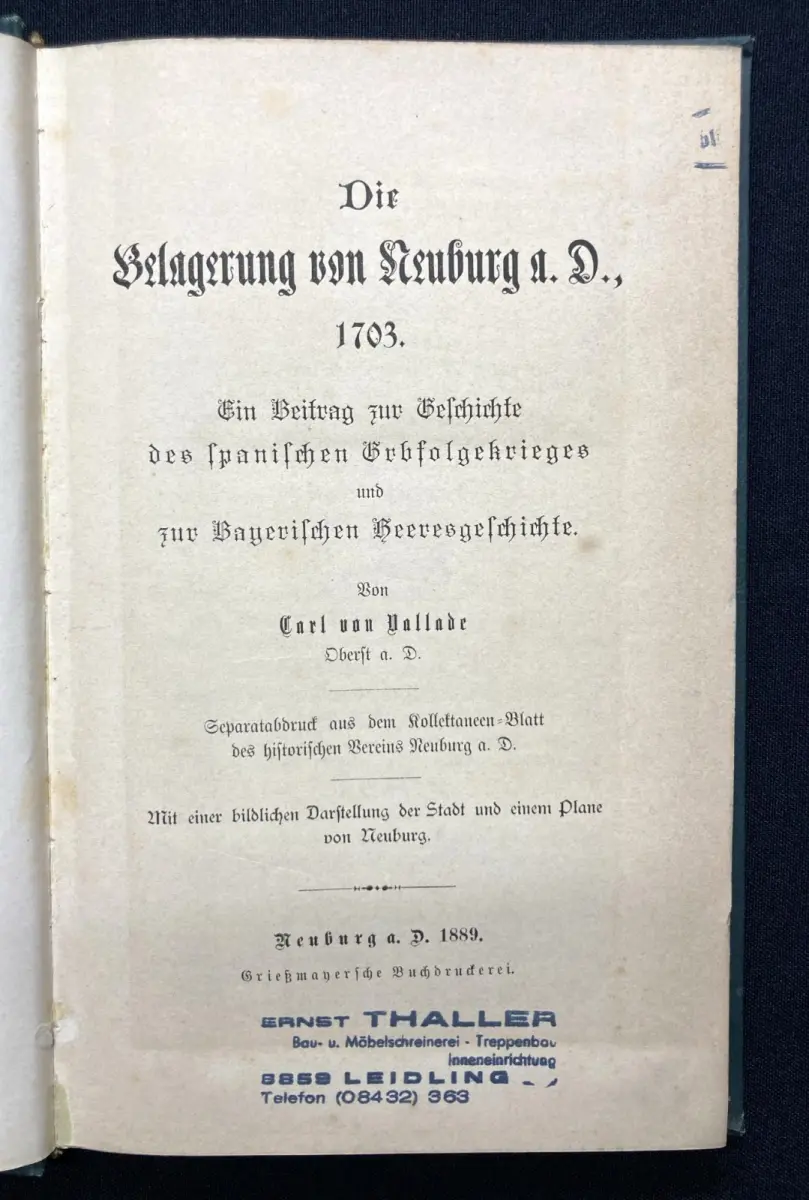 Die
Belagerung von Neuburg a. D.,
1703.
Ein Beitrag zur Geſchichte
des ſpaniſchen Erbfolgekrieges
und
zur Bayeriſchen Heeresgeſchichte.
Von
Carl von Vallade
Oberſt a. D.
Separatabdruck aus dem Kollektaneen-Blatt
des hiſtoriſchen Vereins Neuburg a. D.
Mit einer bildlichen Darſtellung der Stadt und einem Plane
von Neuburg.
Neuburg a. D. 1889.
Grießmayerſche Buchdruckerei.
ERNST THALLER
Bau- u. Möbelschreinerei - Treppenbau
Inneneinrichtung
8859 LEIDLING
Telefon (08432) 363